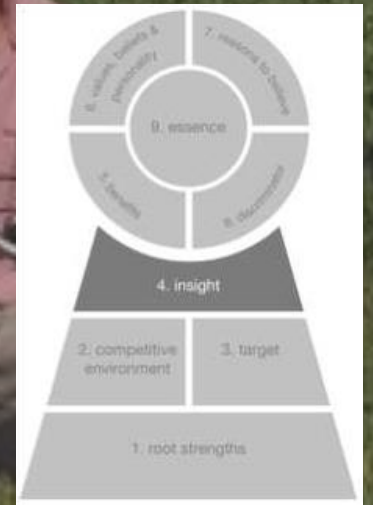 6. values, beliefs &
personality
7. reasons to believe
9. essence
5. benefits
8. discriminator
4. insight
2. competitive
environment
3. target
1. root strengths